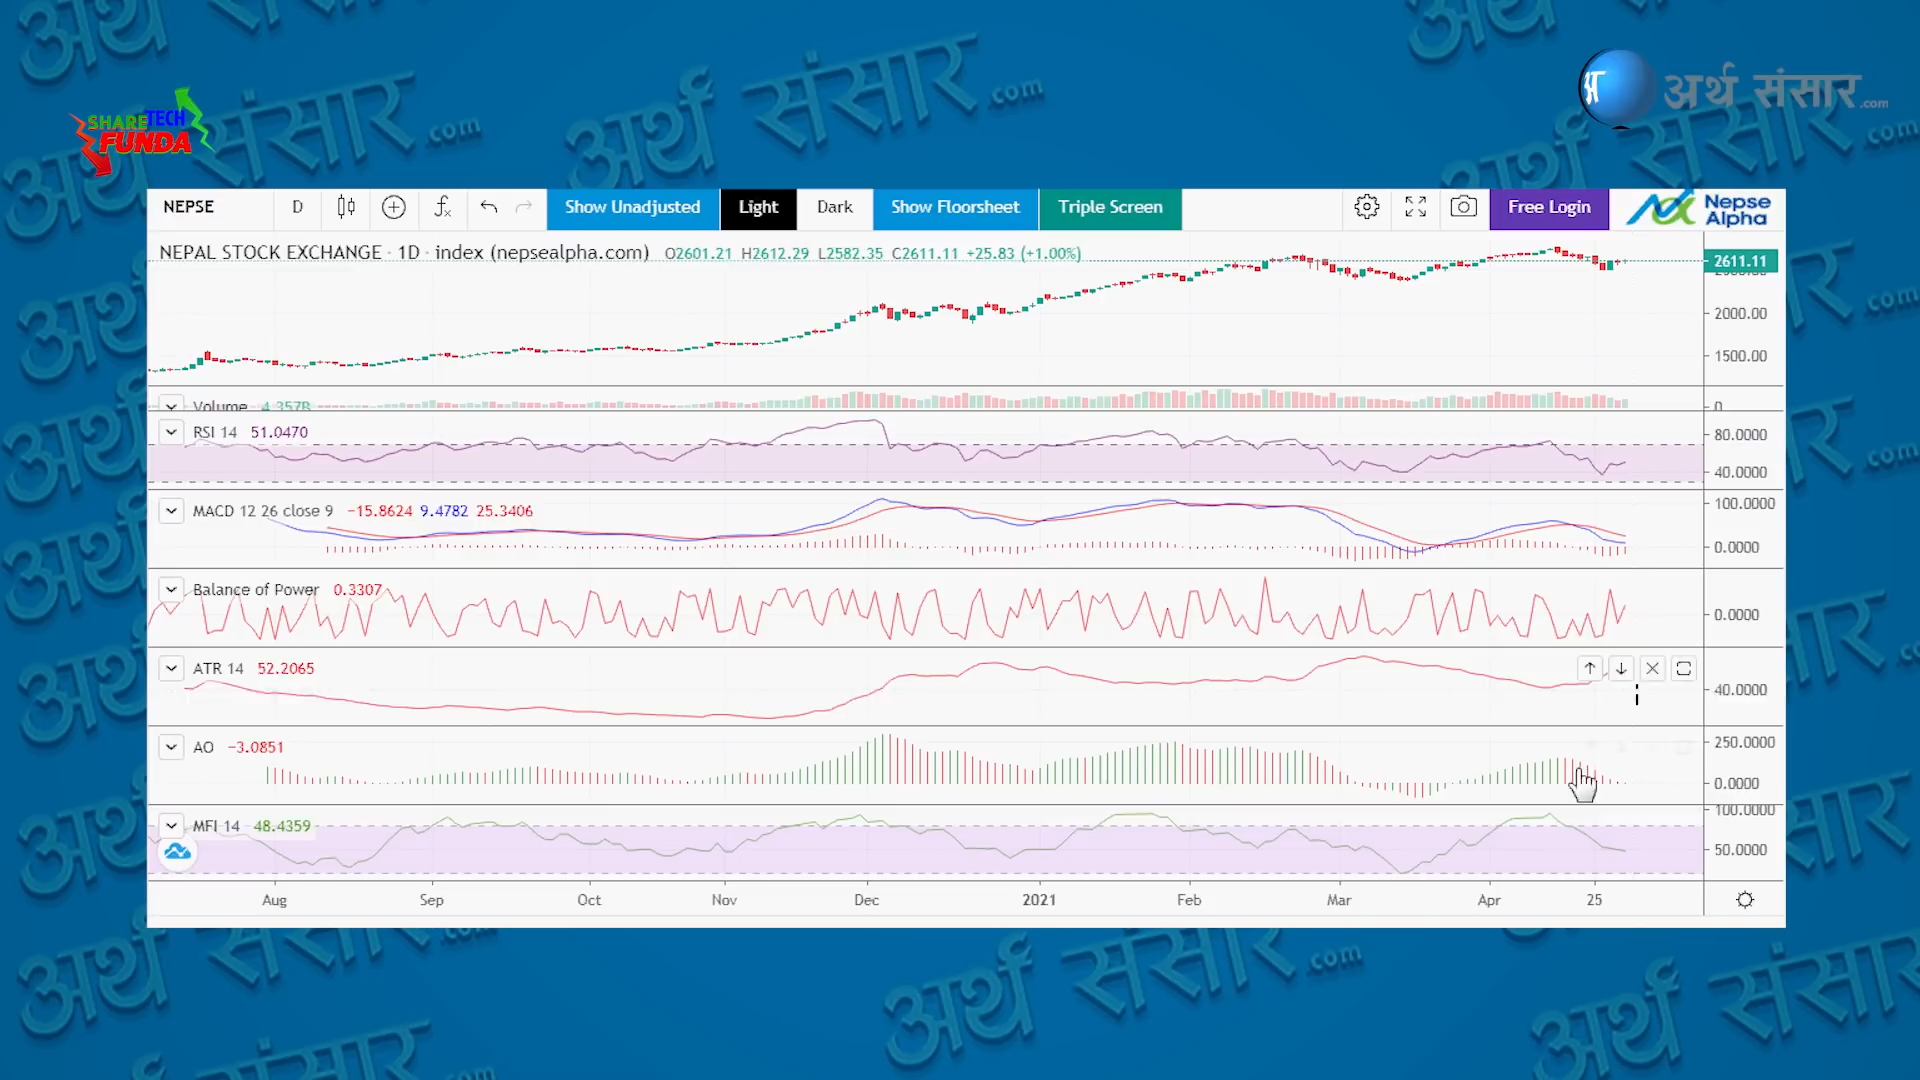 SHARETECH
FUNDA
अ अर्थ संसार.com
NEPSE D Show Unadjusted Light Dark Show Floorsheet Triple Screen Free Login Nepse Alpha
NEPAL STOCK EXCHANGE · 1D · index (nepsealpha.com) O2601.21 H2612.29 L2582.35 C2611.11 +25.83 (+1.00%)
2611.11
2000.00
1500.00
Volume 4.357B 0
RSI 14 51.0470 80.0000
40.0000
MACD 12 26 close 9 −15.8624 9.4782 25.3406 100.0000
0.0000
Balance of Power 0.3307
0.0000
ATR 14 52.2065
40.0000
AO −3.0851 250.0000
0.0000
100.0000
MFI 14 48.4359
50.0000
Aug Sep Oct Nov Dec 2021 Feb Mar Apr 25